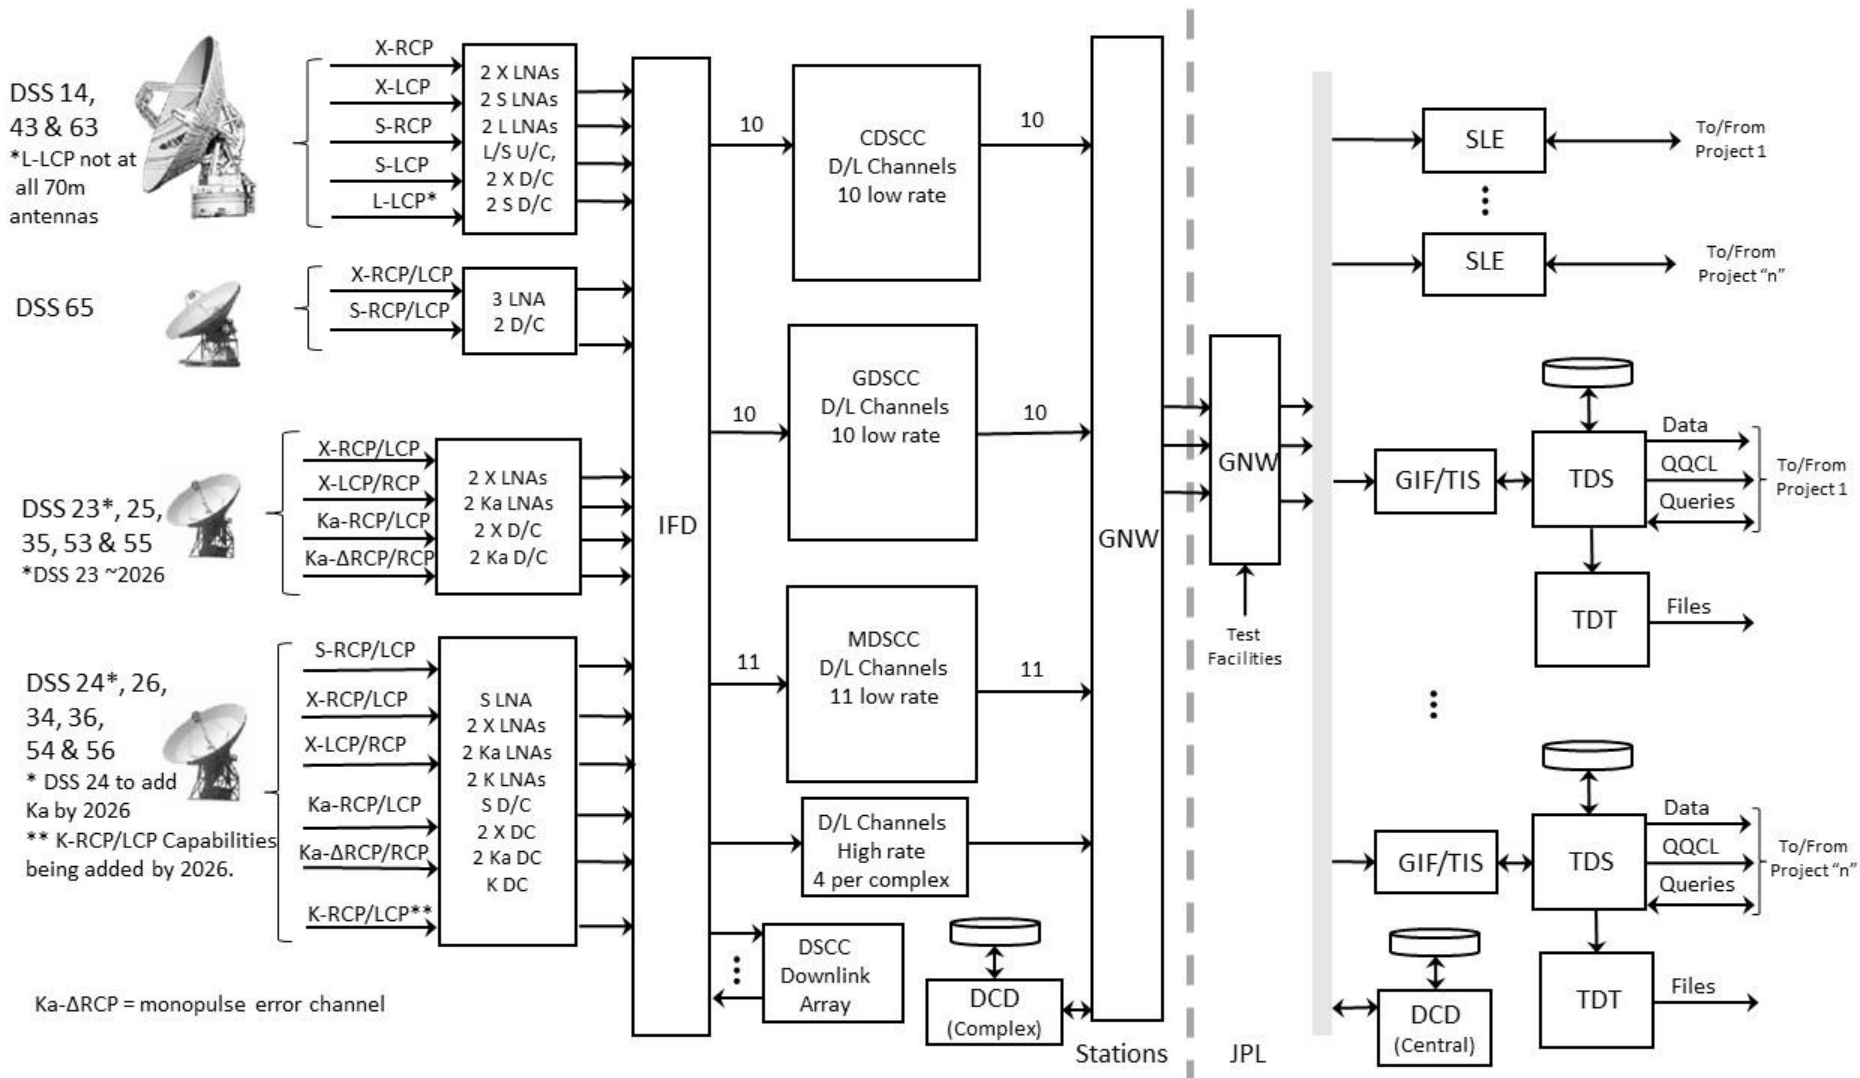 DSS 14,
43 & 63
*L-LCP not at
all 70m
antennas
X-RCP
X-LCP
S-RCP
S-LCP
L-LCP*
2 X LNAs
2 S LNAs
2 L LNAs
L/S U/C,
2 X D/C
2 S D/C
DSS 65
X-RCP/LCP
S-RCP/LCP
3 LNA
2 D/C
DSS 23*, 25,
35, 53 & 55
*DSS 23 ~2026
X-RCP/LCP
X-LCP/RCP
Ka-RCP/LCP
Ka-ΔRCP/RCP
2 X LNAs
2 Ka LNAs
2 X D/C
2 Ka D/C
DSS 24*, 26,
34, 36,
54 & 56
* DSS 24 to add
Ka by 2026
** K-RCP/LCP Capabilities
being added by 2026.
S-RCP/LCP
X-RCP/LCP
X-LCP/RCP
Ka-RCP/LCP
Ka-ΔRCP/RCP
K-RCP/LCP**
S LNA
2 X LNAs
2 Ka LNAs
2 K LNAs
S D/C
2 X DC
2 Ka DC
K DC
Ka-ΔRCP = monopulse error channel
IFD
10
CDSCC
D/L Channels
10 low rate
10
10
GDSCC
D/L Channels
10 low rate
10
11
MDSCC
D/L Channels
11 low rate
11
D/L Channels
High rate
4 per complex
DSCC
Downlink
Array
DCD
(Complex)
GNW
Stations
JPL
GNW
Test
Facilities
SLE
To/From
Project 1
SLE
To/From
Project "n"
GIF/TIS
TDS
Data
QQCL
Queries
To/From
Project 1
TDT
Files
GIF/TIS
TDS
Data
QQCL
Queries
To/From
Project "n"
TDT
Files
DCD
(Central)